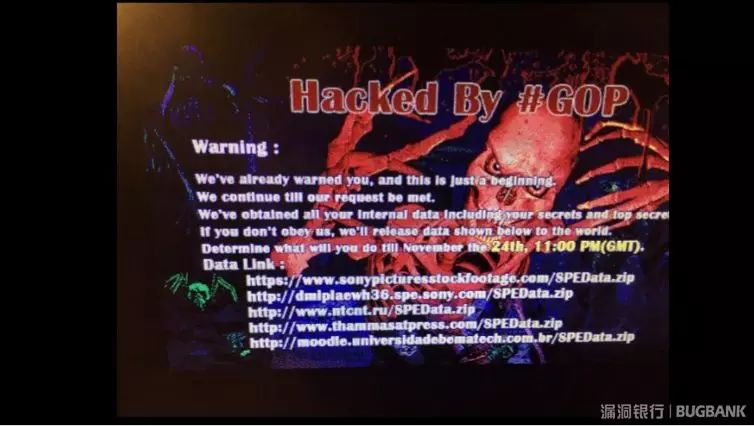 Hacked By #GOP
Warning :
We've already warned you, and this is just a beginning.
We continue till our request be met.
We've obtained all your internal data including your secrets and top secre
If you don't obey us, we'll release data shown below to the world.
Determine what will you do till November the 24th, 11:00 PM(GMT).
Data Link :
https://www.sonypicturesstockfootage.com/SPEData.zip
http://dmiplaewh36.spe.sony.com/SPEData.zip
http://www.ntcnt.ru/SPEData.zip
http://www.thammasatpress.com/SPEData.zip
http://moodle.universidadebematech.com.br/SPEData.zip
漏洞银行 | BUGBANK